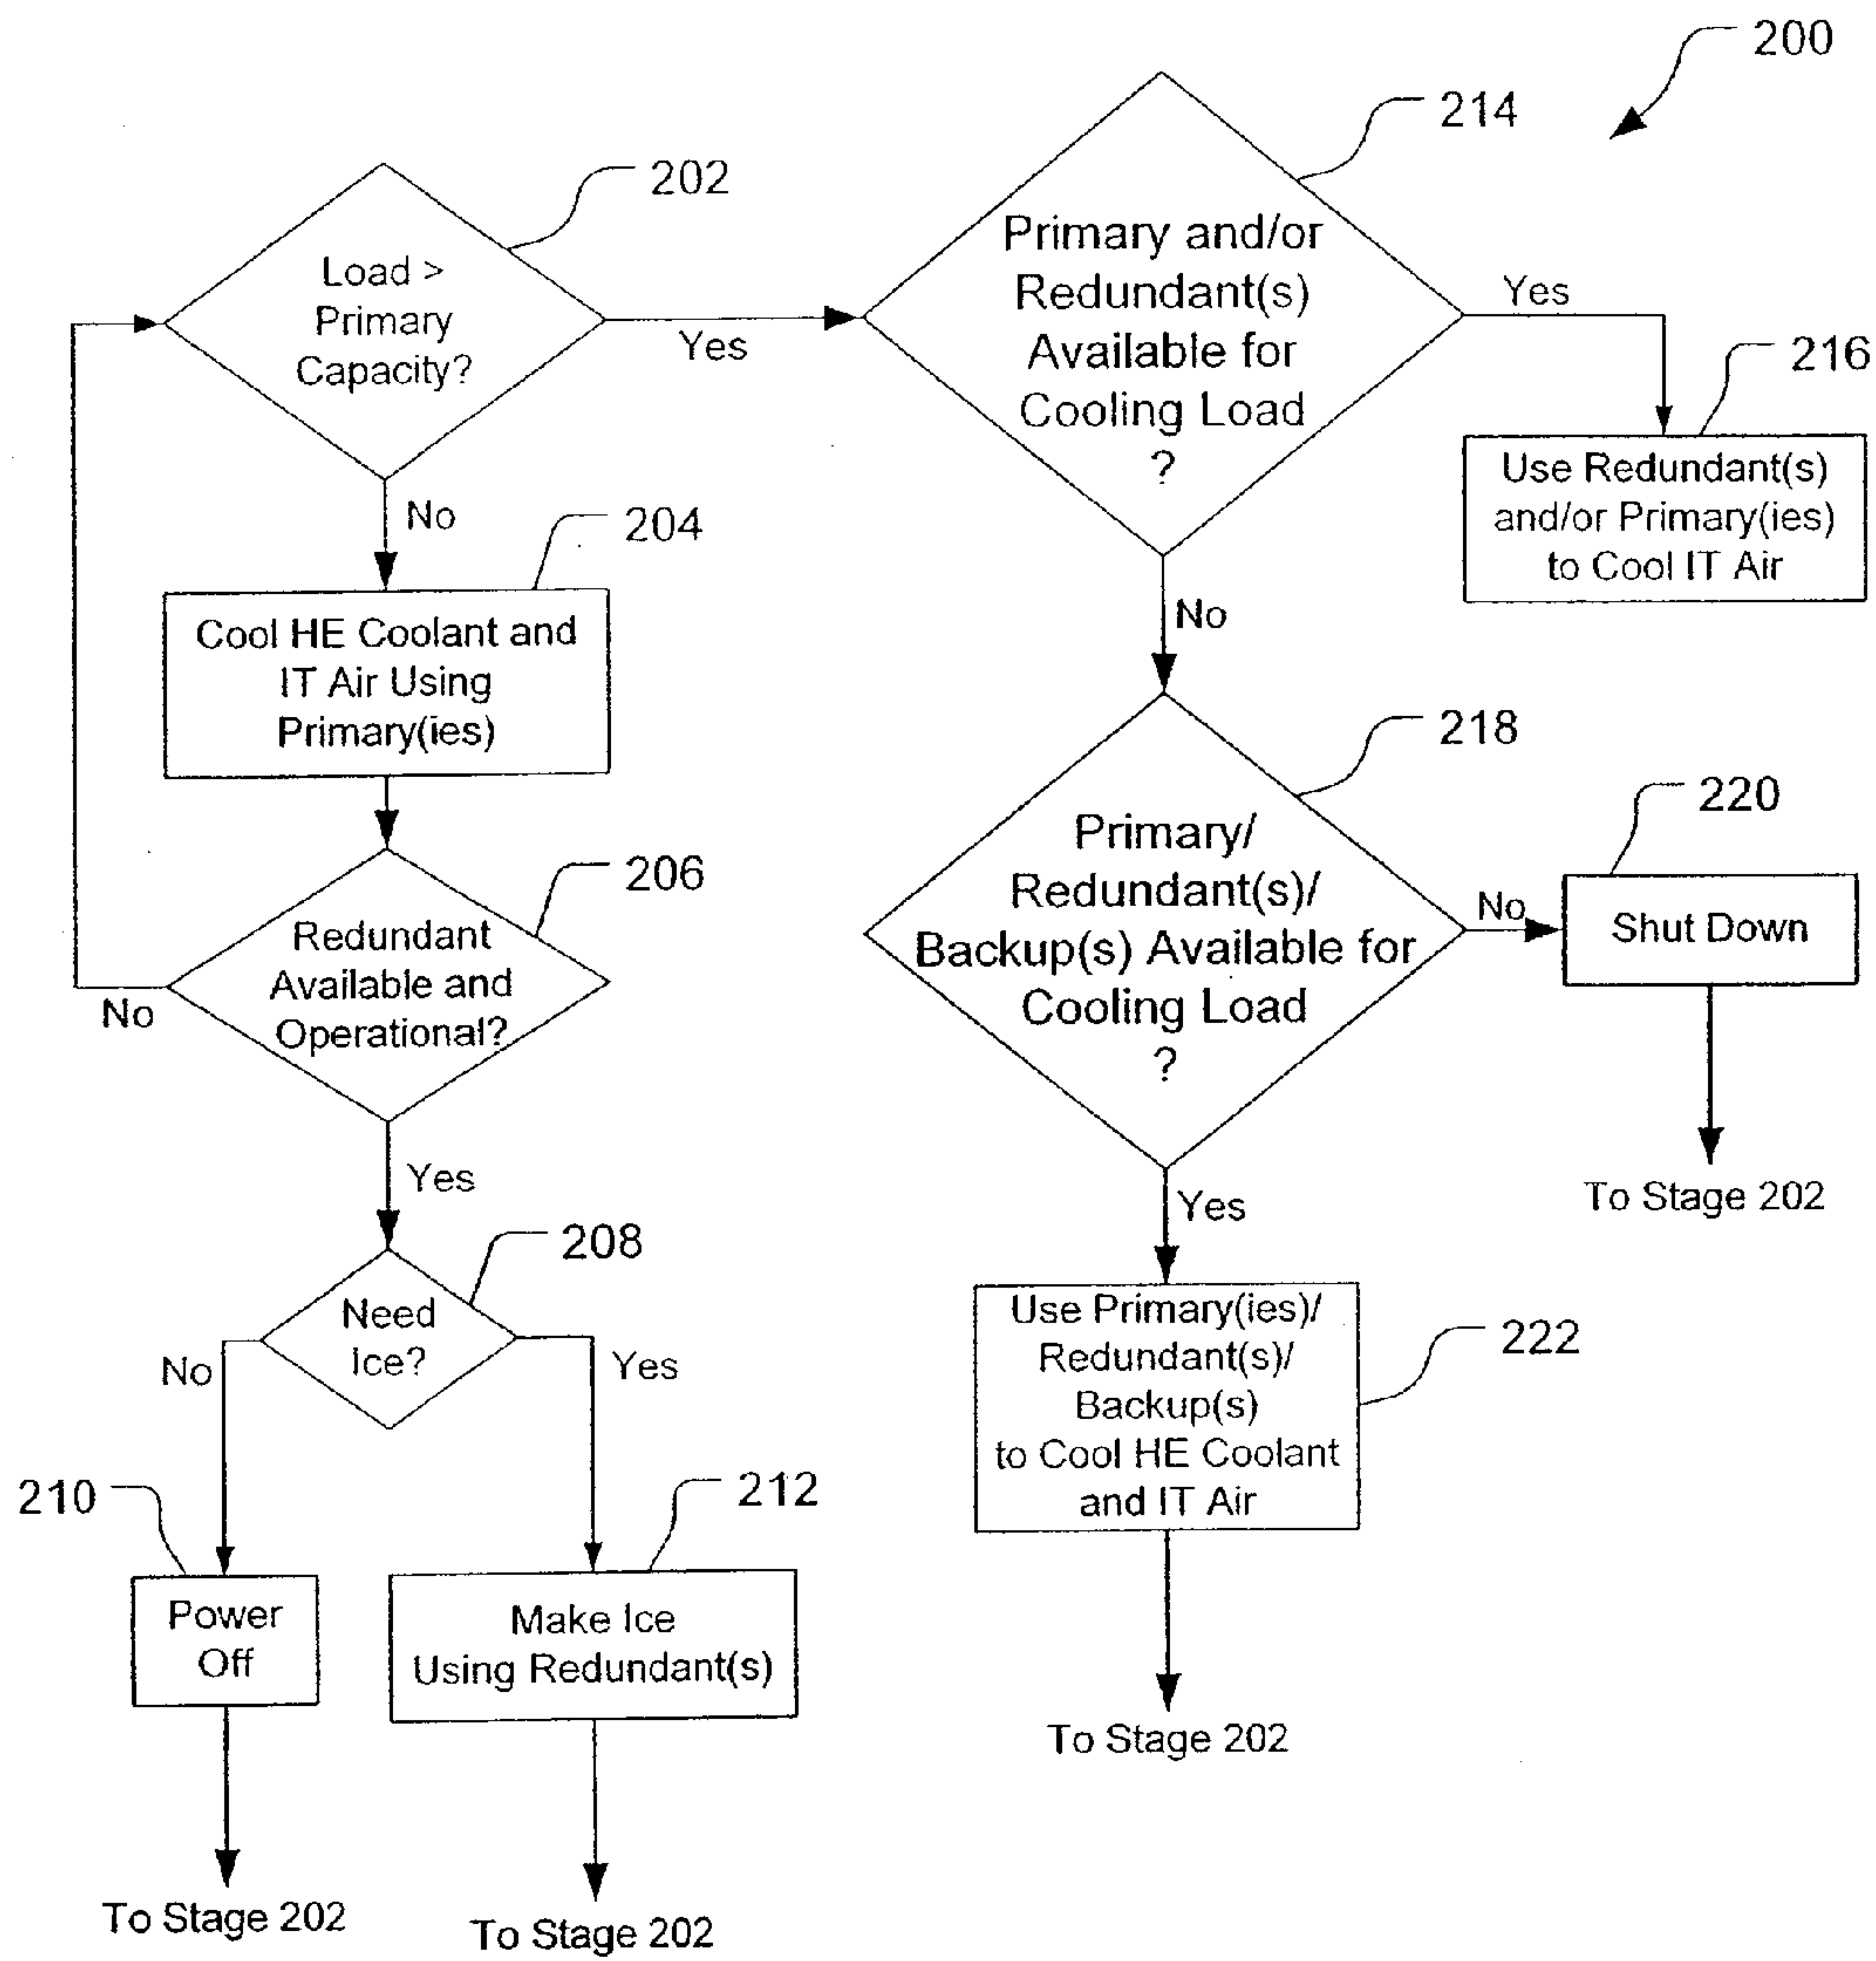 200
214
202
Load >
Primary
Capacity?
Yes
Primary and/or
Redundant(s)
Available for
Cooling Load
?
Yes
216
Use Redundant(s)
and/or Primary(ies)
to Cool IT Air
No
204
Cool HE Coolant and
IT Air Using
Primary(ies)
No
218
Primary/
Redundant(s)/
Backup(s) Available for
Cooling Load
?
No
220
Shut Down
To Stage 202
206
Redundant
Available and
Operational?
No
Yes
208
Need
Ice?
No
Yes
Yes
222
Use Primary(ies)/
Redundant(s)/
Backup(s)
to Cool HE Coolant
and IT Air
To Stage 202
210
Power
Off
To Stage 202
212
Make Ice
Using Redundant(s)
To Stage 202